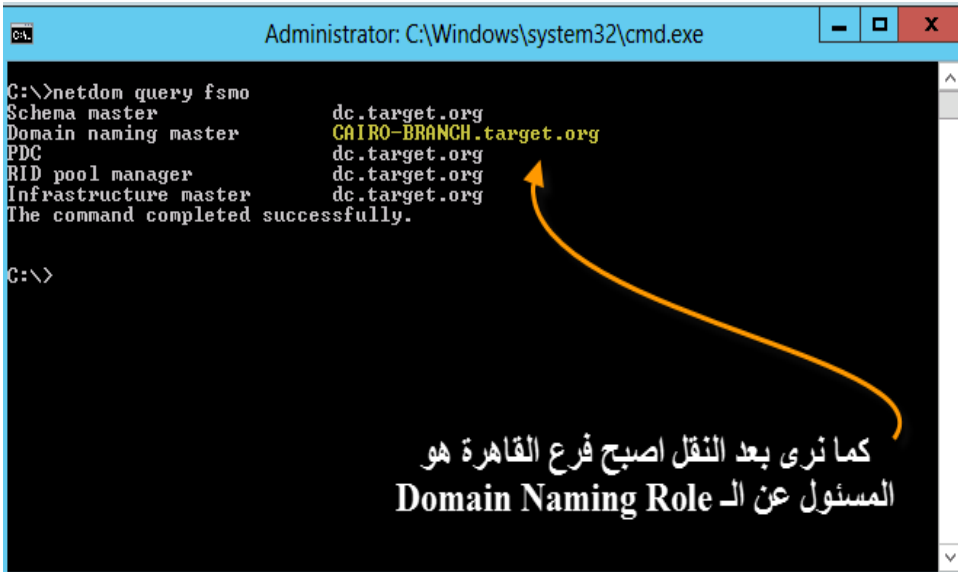 Administrator: C:\Windows\system32\cmd.exe
C:\>netdom query fsmo
Schema master dc.target.org
Domain naming master CAIRO-BRANCH.target.org
PDC dc.target.org
RID pool manager dc.target.org
Infrastructure master dc.target.org
The command completed successfully.
C:\>
كما نرى بعد النقل اصبح فرع القاهرة هو
المسئول عن الـ Domain Naming Role